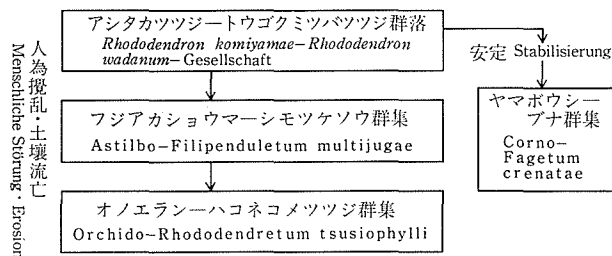 人為攪乱・土壌流亡
Menschliche Störung・Erosion
アシタカツツジートウゴクミツバツツジ群落
Rhododendron komiyamae–Rhododendron
wadanum–Gesellschaft
安定 Stabilisierung
フジアカショウマーシモツケソウ群集
Astilbo–Filipenduletum multijugae
ヤマボウシー
ブナ群集
Corno–
Fagetum
crenatae
オノエランーハコネコメツツジ群集
Orchido–Rhododendretum tsusiophylli